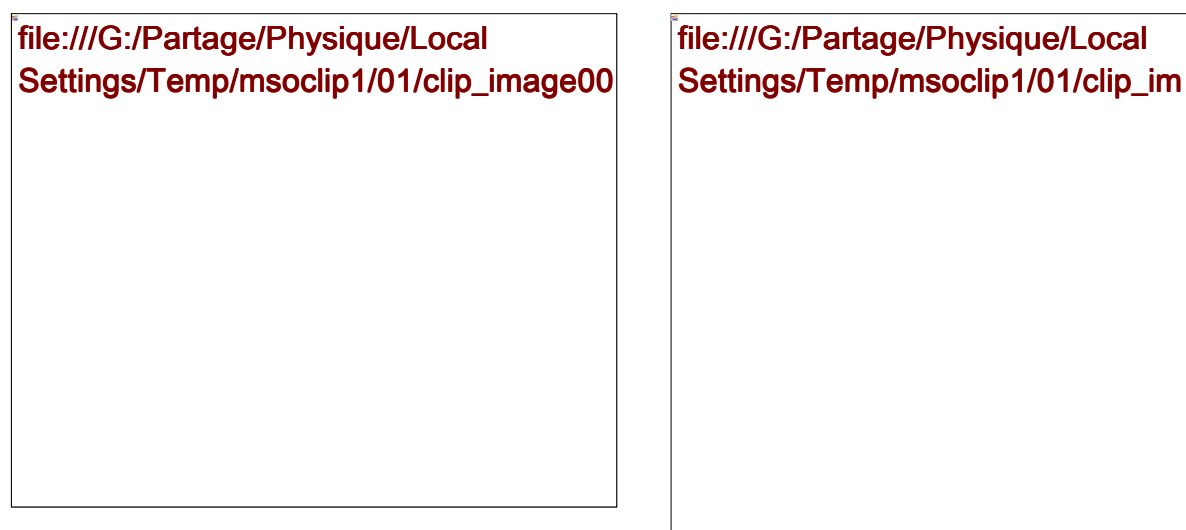 file:///G:/Partage/Physique/Local
Settings/Temp/msoclip1/01/clip_image00
file:///G:/Partage/Physique/Local
Settings/Temp/msoclip1/01/clip_im